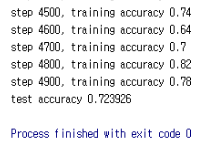 step 4500, training accuracy 0.74
step 4600, training accuracy 0.64
step 4700, training accuracy 0.7
step 4800, training accuracy 0.82
step 4900, training accuracy 0.78
test accuracy 0.723926
Process finished with exit code 0